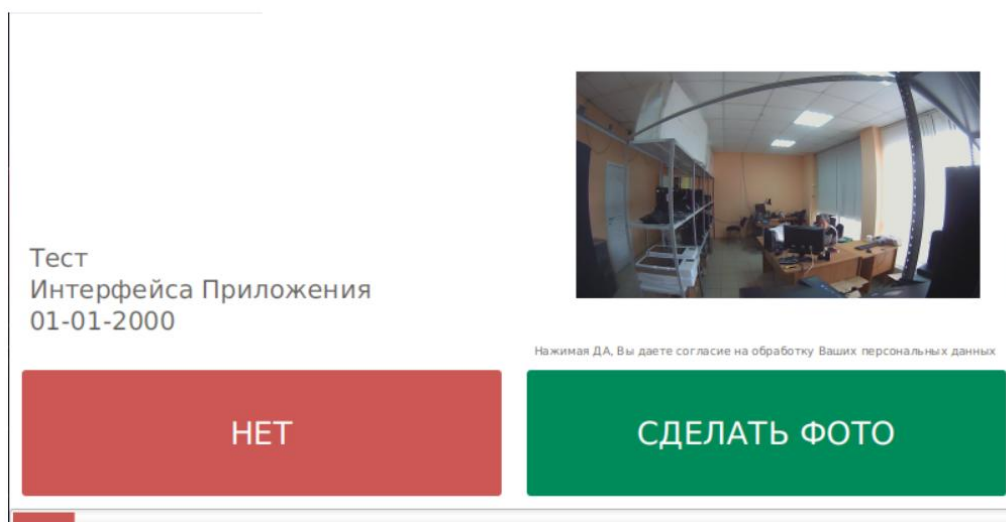 Тест
Интерфейса Приложения
01-01-2000
Нажимая ДА, Вы даете согласие на обработку Ваших персональных данных
НЕТ
СДЕЛАТЬ ФОТО